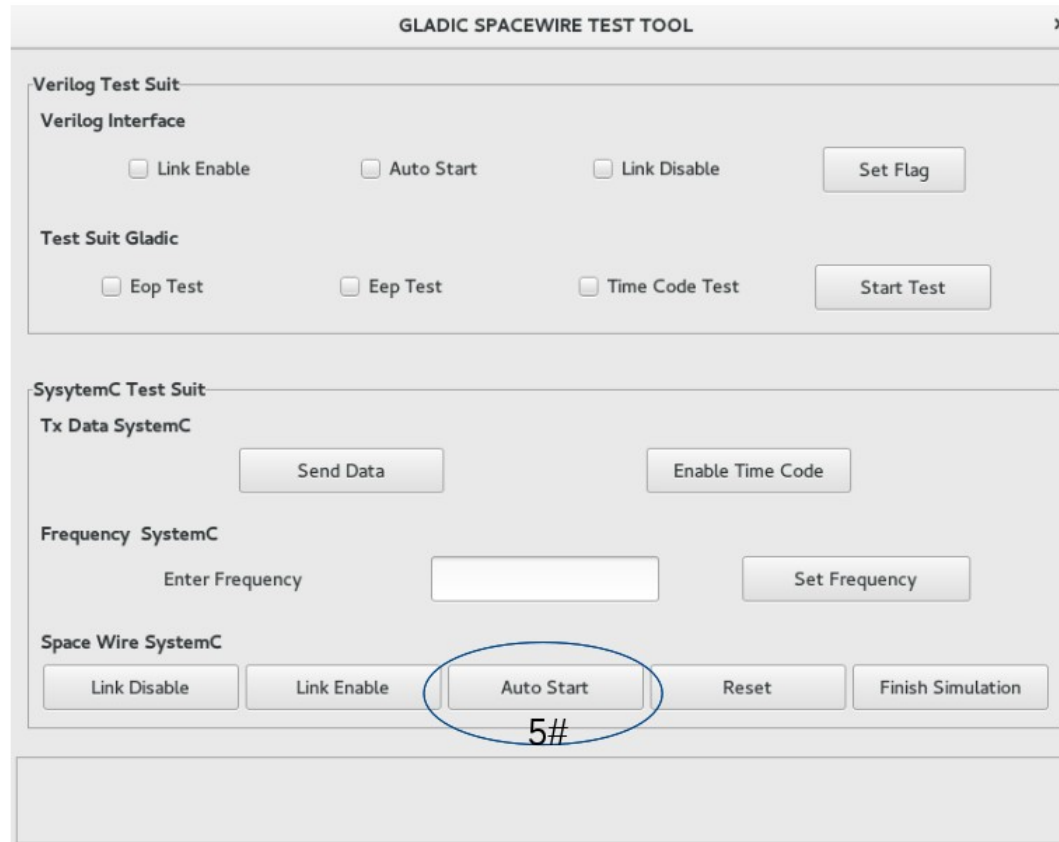 GLADIC SPACEWIRE TEST TOOL
Verilog Test Suit
Verilog Interface
Link Enable Auto Start Link Disable Set Flag
Test Suit Gladic
Eop Test Eep Test Time Code Test Start Test
SysytemC Test Suit
Tx Data SystemC
Send Data Enable Time Code
Frequency SystemC
Enter Frequency Set Frequency
Space Wire SystemC
Link Disable Link Enable Auto Start Reset Finish Simulation
5#